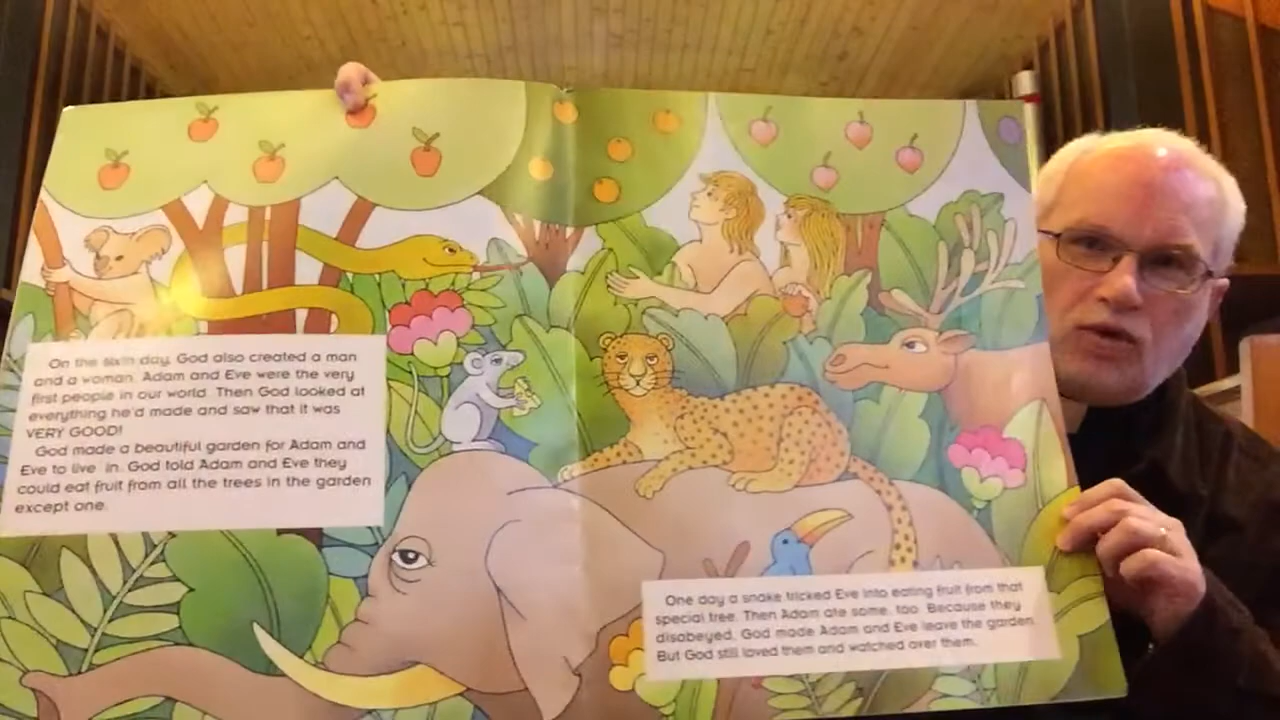 On the sixth day, God also created a man
and a woman. Adam and Eve were the very
first people in our world. Then God looked at
everything he'd made and saw that it was
VERY GOOD!
God made a beautiful garden for Adam and
Eve to live in. God told Adam and Eve they
could eat fruit from all the trees in the garden
except one.
One day a snake tricked Eve into eating fruit from that
special tree. Then Adam ate some, too. Because they
disobeyed, God made Adam and Eve leave the garden.
But God still loved them and watched over them.